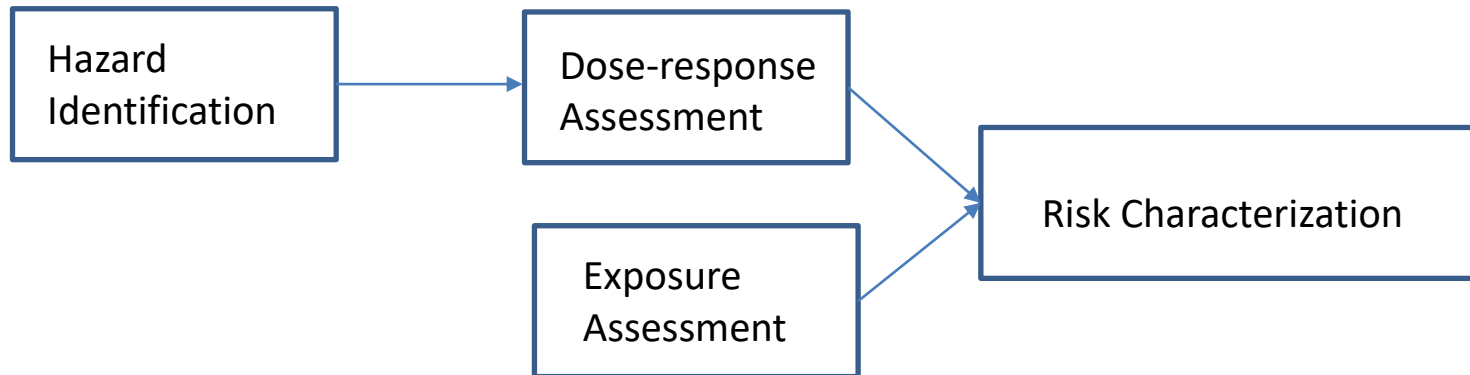 Hazard
Identification
Dose-response
Assessment
Exposure
Assessment
Risk Characterization